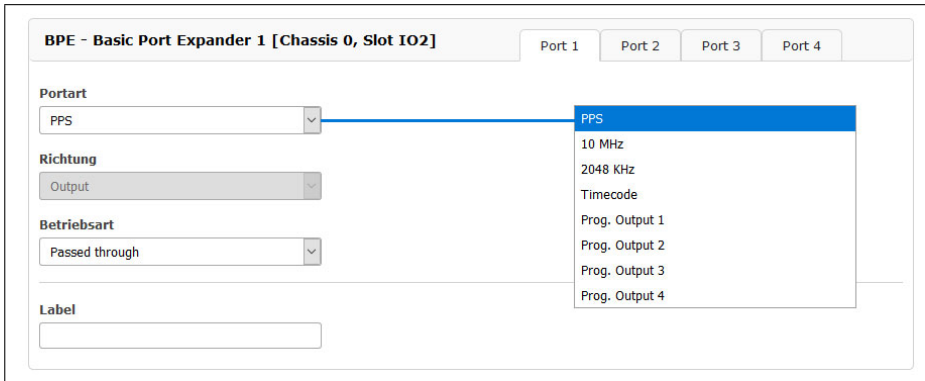 BPE - Basic Port Expander 1 [Chassis 0, Slot IO2]
Port 1
Port 2
Port 3
Port 4
Portart
PPS
Richtung
Output
Betriebsart
Passed through
Label
PPS
10 MHz
2048 KHz
Timecode
Prog. Output 1
Prog. Output 2
Prog. Output 3
Prog. Output 4